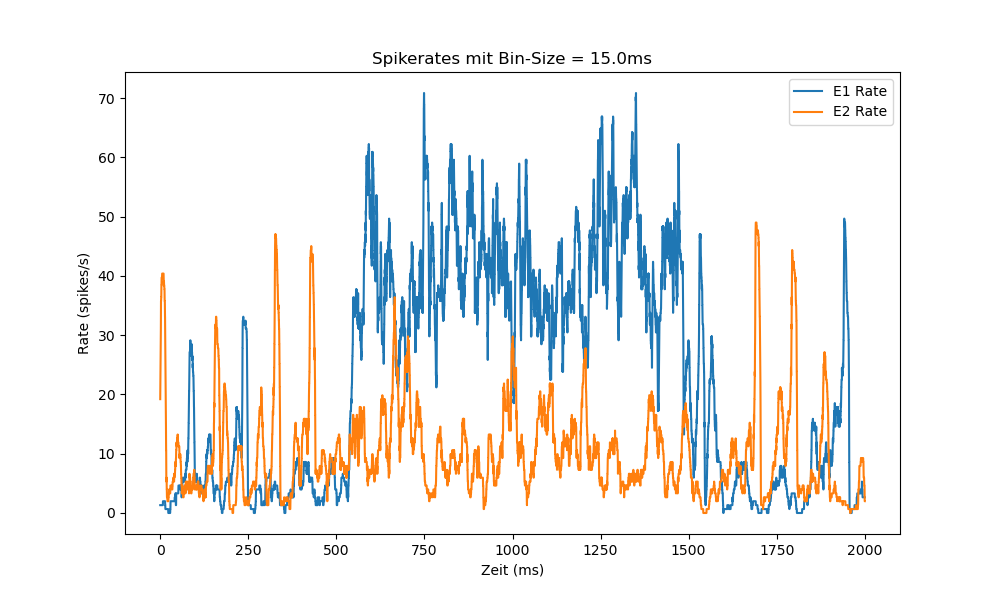 Spikerates mit Bin-Size = 15.0ms
E1 Rate
E2 Rate
Rate (spikes/s)
70
60
50
40
30
20
10
0
0 250 500 750 1000 1250 1500 1750 2000
Zeit (ms)